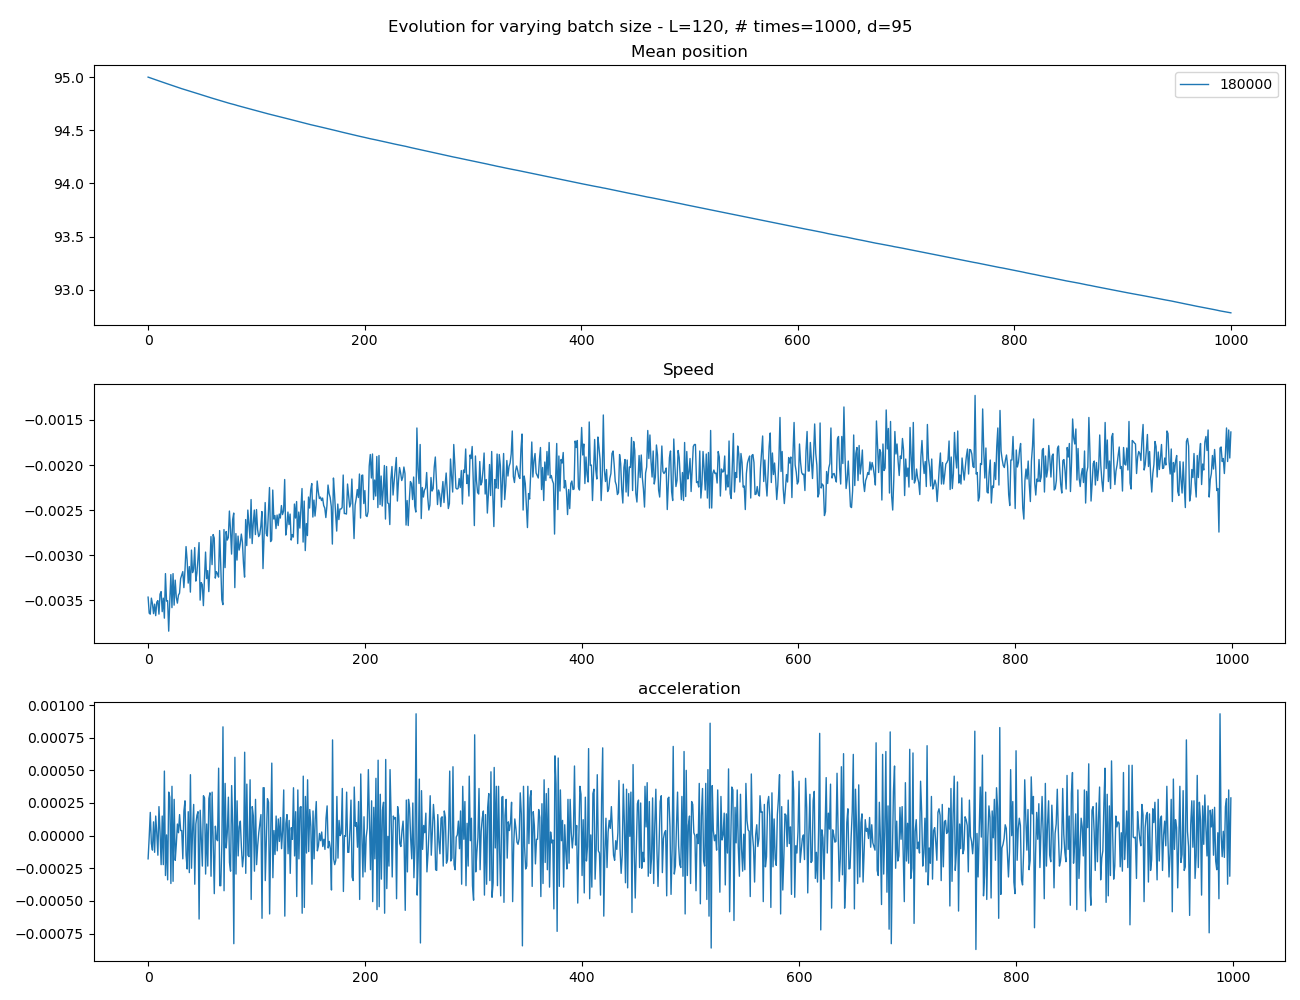 Evolution for varying batch size - L=120, # times=1000, d=95
Mean position
180000
95.0
94.5
94.0
93.5
93.0
0 200 400 600 800 1000
Speed
−0.0015
−0.0020
−0.0025
−0.0030
−0.0035
0 200 400 600 800 1000
acceleration
0.00100
0.00075
0.00050
0.00025
0.00000
−0.00025
−0.00050
−0.00075
0 200 400 600 800 1000